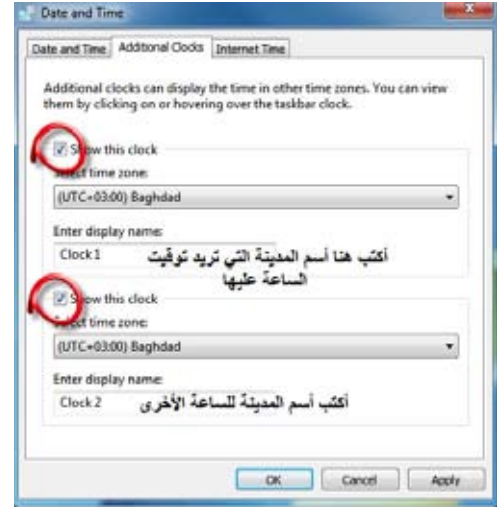 Date and Time
Date and Time Additional Clocks Internet Time
Additional clocks can display the time in other time zones. You can view
them by clicking on or hovering over the taskbar clock.
Show this clock
Select time zone:
(UTC+03:00) Baghdad
Enter display name:
Clock 1
أكتب هنا أسم المدينة التي تريد توقيت
الساعة عليها
Show this clock
Select time zone:
(UTC+03:00) Baghdad
Enter display name:
Clock 2
أكتب أسم المدينة للساعة الأخرى
OK Cancel Apply